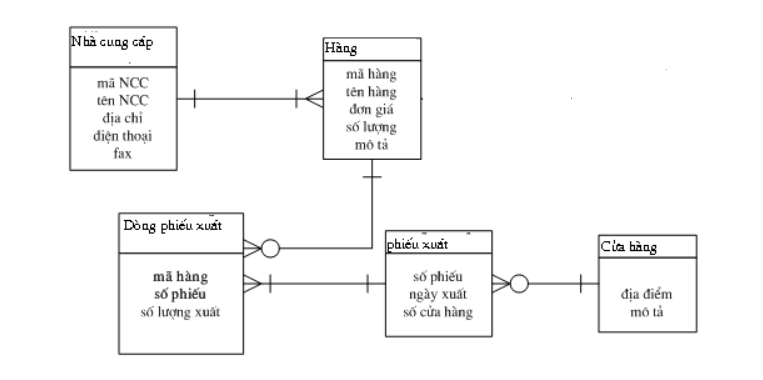 Nhà cung cấp
mã NCC
tên NCC
địa chỉ
điện thoại
fax
Hàng
mã hàng
tên hàng
đơn giá
số lượng
mô tả
Dòng phiếu xuất
mã hàng
số phiếu
số lượng xuất
phiếu xuất
số phiếu
ngày xuất
số cửa hàng
Cửa hàng
địa điểm
mô tả